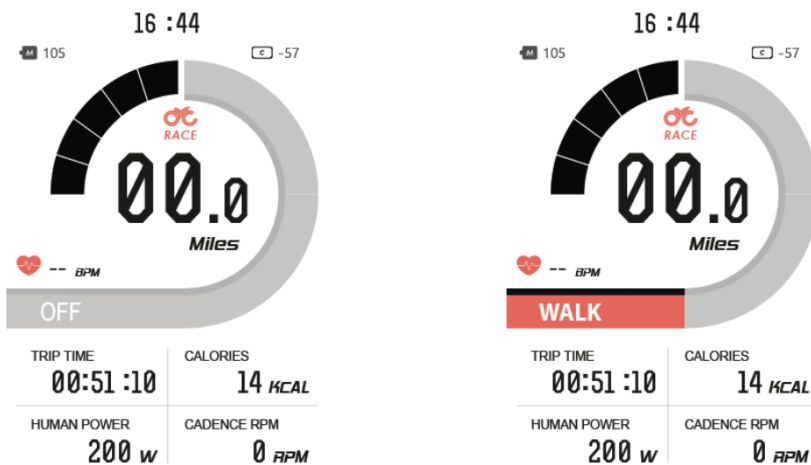 16:44
M 105
C -57
RACE
00.0
Miles
-- BPM
OFF
TRIP TIME
CALORIES
00:51:10
14 KCAL
HUMAN POWER
CADENCE RPM
200 W
0 RPM
16:44
M 105
C -57
RACE
00.0
Miles
-- BPM
WALK
TRIP TIME
CALORIES
00:51:10
14 KCAL
HUMAN POWER
CADENCE RPM
200 W
0 RPM